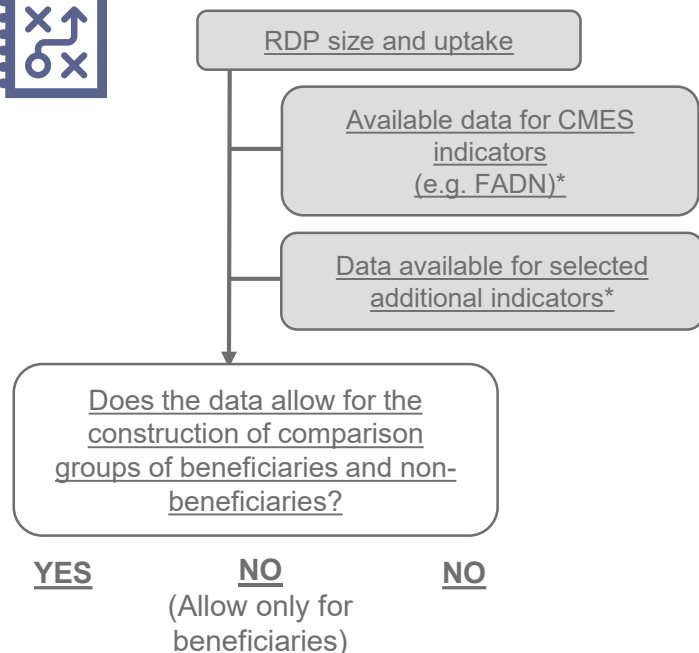 RDP size and uptake
Available data for CMES
indicators
(e.g. FADN)*
Data available for selected
additional indicators*
Does the data allow for the
construction of comparison
groups of beneficiaries and non-
beneficiaries?
YES
NO
(Allow only for
beneficiaries)
NO